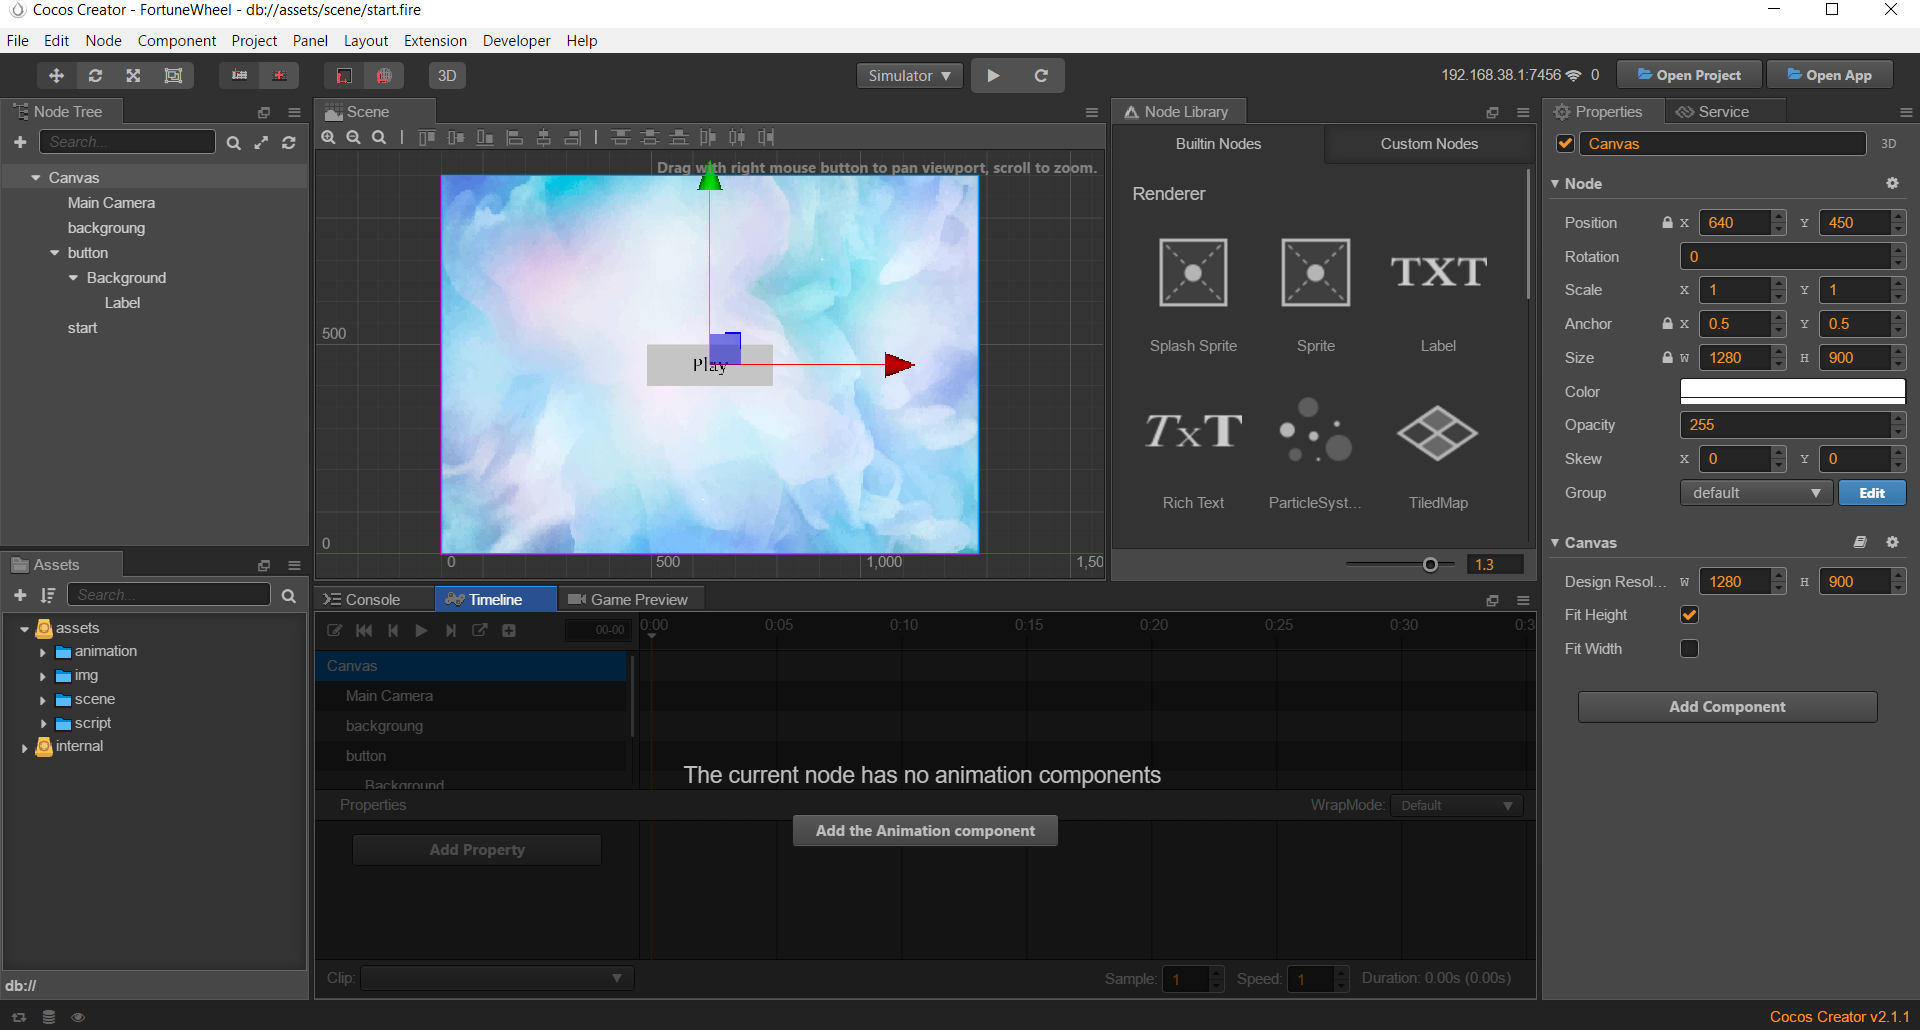 Cocos Creator - FortuneWheel - db://assets/scene/start.fire
File Edit Node Component Project Panel Layout Extension Developer Help
3D
Simulator
192.168.38.1:7456
0
Open Project
Open App
Node Tree
Search...
Canvas
Main Camera
backgroung
button
Background
Label
start
Scene
Drag with right mouse button to pan viewport, scroll to zoom.
500
Play
0
0
500
1,000
1,50
Node Library
Builtin Nodes
Custom Nodes
Renderer
TXT
Splash Sprite
Sprite
Label
TxT
Rich Text
ParticleSyst...
TiledMap
1.3
Properties
Service
Canvas
3D
Node
Position X 640 Y 450
Rotation 0
Scale X 1 Y 1
Anchor X 0.5 Y 0.5
Size W 1280 H 900
Color
Opacity 255
Skew X 0 Y 0
Group default Edit
Canvas
Design Resol... W 1280 H 900
Fit Height
Fit Width
Add Component
Assets
Search...
assets
animation
img
scene
script
internal
db://
Console
Timeline
Game Preview
00-00
0:00 0:05 0:10 0:15 0:20 0:25 0:30 0:3
Canvas
Main Camera
backgroung
button
Background
The current node has no animation components
Properties
WrapMode: Default
Add the Animation component
Add Property
Clip:
Sample: 1 Speed: 1 Duration: 0.00s (0.00s)
Cocos Creator v2.1.1